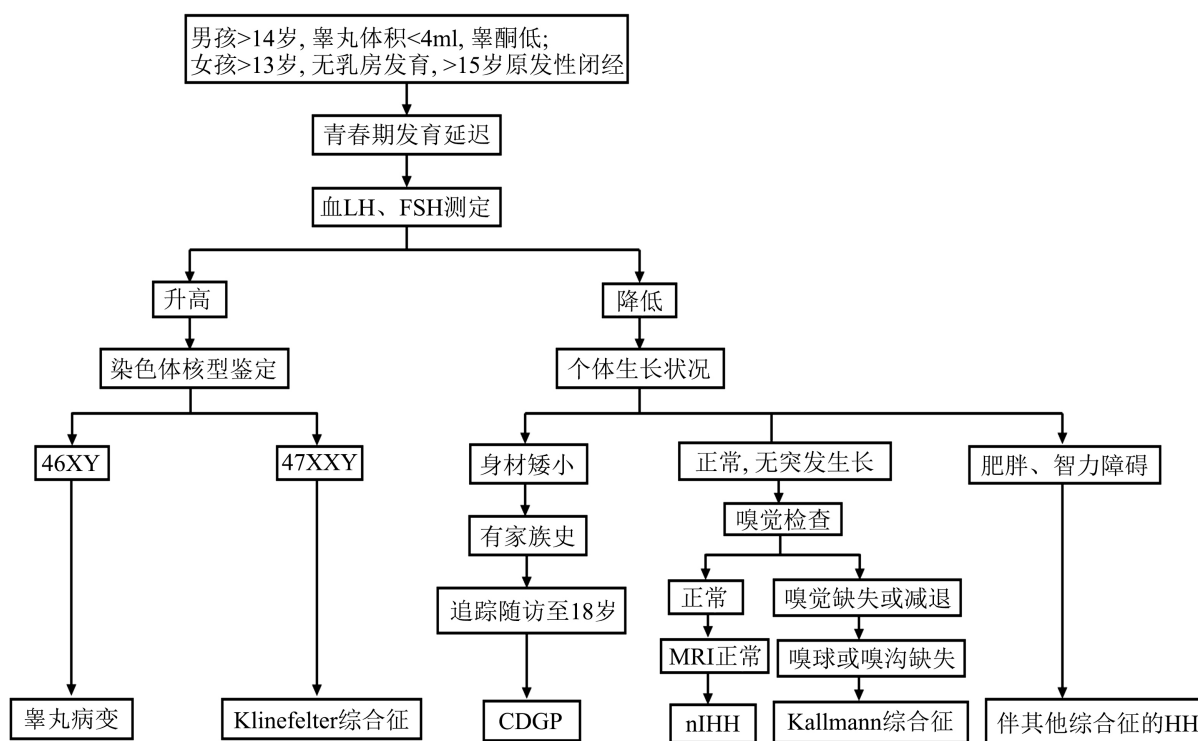 男孩>14岁, 睾丸体积<4ml, 睾酮低;
女孩>13岁, 无乳房发育, >15岁原发性闭经
青春期发育延迟
血LH、FSH测定
升高
降低
染色体核型鉴定
个体生长状况
46XY
47XXY
身材矮小
正常, 无突发生长
肥胖、智力障碍
有家族史
嗅觉检查
追踪随访至18岁
正常
嗅觉缺失或减退
MRI正常
嗅球或嗅沟缺失
睾丸病变
Klinefelter综合征
CDGP
nIHH
Kallmann综合征
伴其他综合征的HH